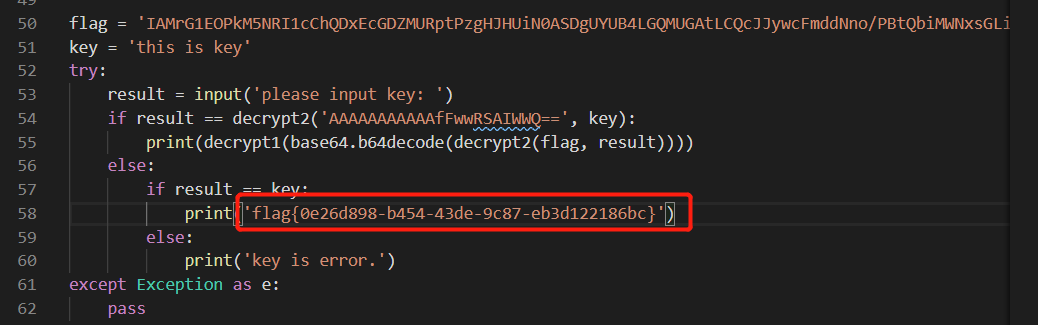 49
50 flag = 'IAMrG1EOPkM5NRI1cChQDxEcGDZMURptPzgHJHUiN0ASDgUYUB4LGQMUGAtLCQcJJywcFmddNno/PBtQbiMWNxsGLi
51 key = 'this is key'
52 try:
53 result = input('please input key: ')
54 if result == decrypt2('AAAAAAAAAAAfFwwRSAIWWQ==', key):
55 print(decrypt1(base64.b64decode(decrypt2(flag, result))))
56 else:
57 if result == key:
58 print('flag{0e26d898-b454-43de-9c87-eb3d122186bc}')
59 else:
60 print('key is error.')
61 except Exception as e:
62 pass